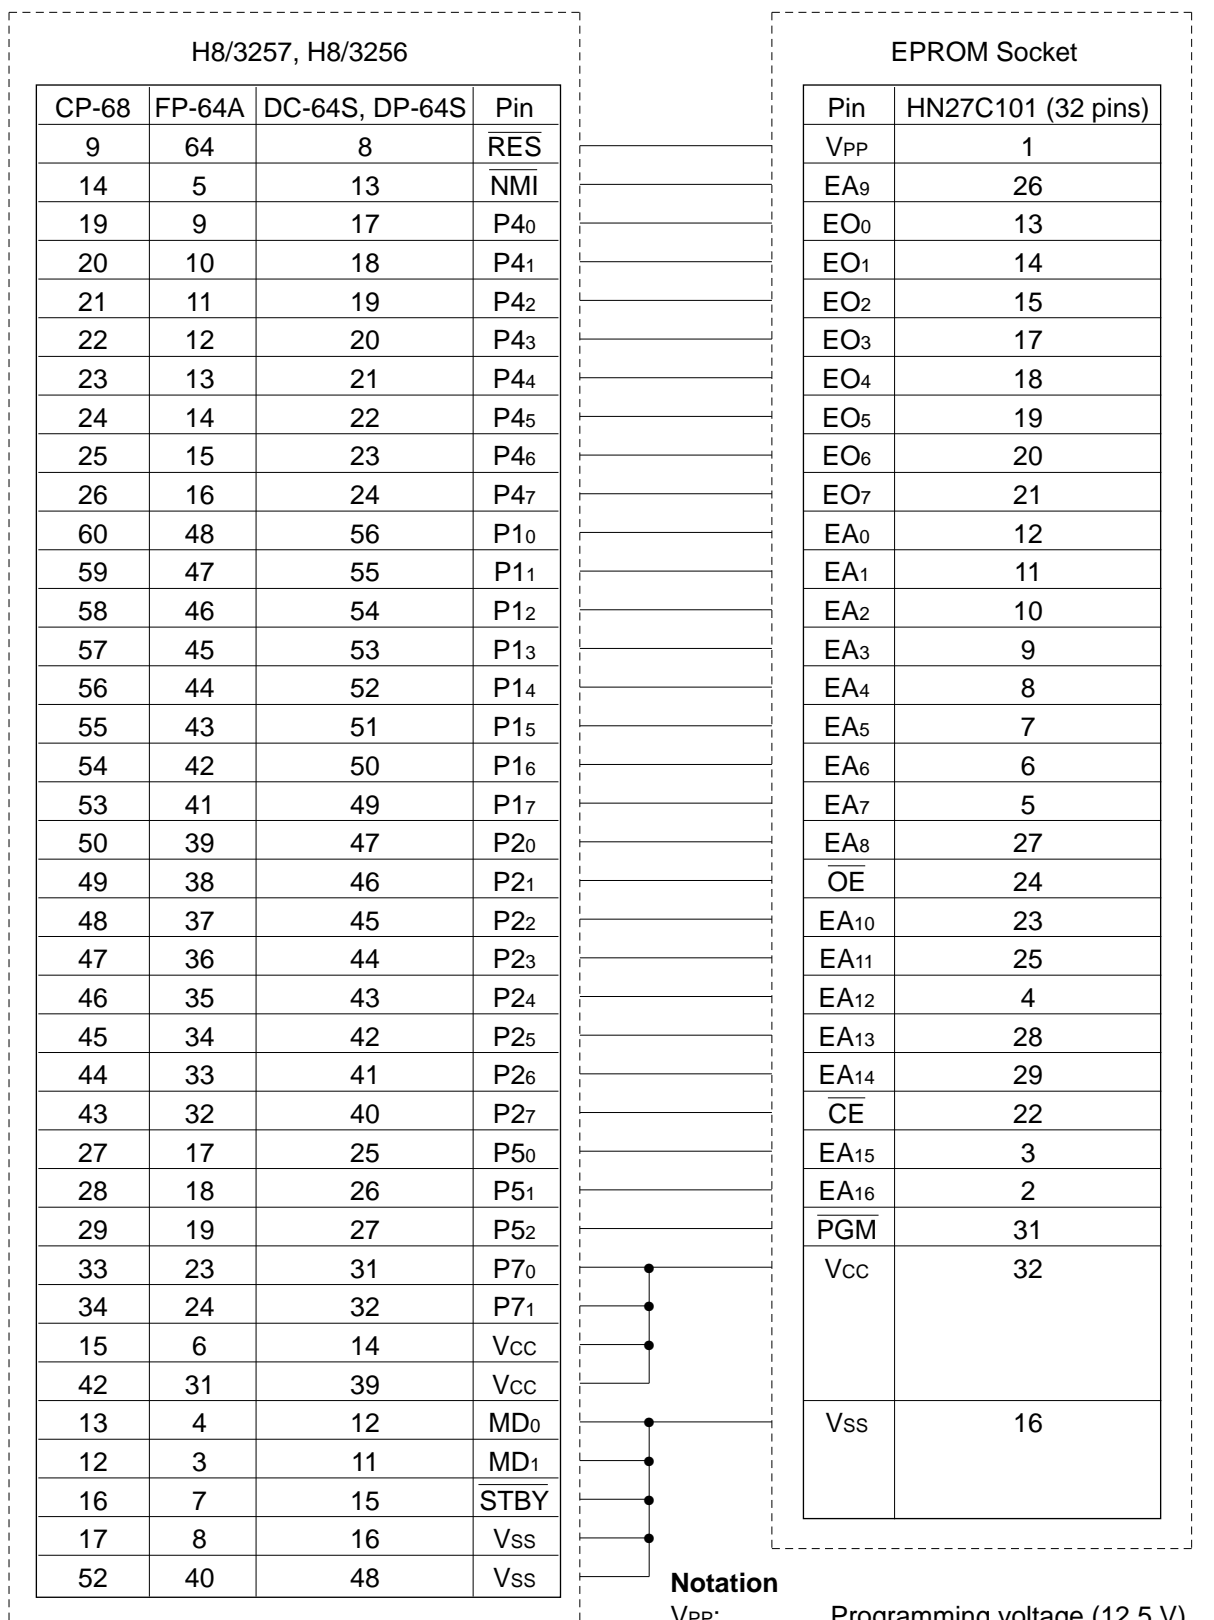 H8/3257, H8/3256 EPROM Socket
CP-68 FP-64A DC-64S, DP-64S Pin Pin HN27C101 (32 pins)
9 64 8 R̅E̅S̅ VPP 1
14 5 13 N̅M̅I̅ EA9 26
19 9 17 P40 EO0 13
20 10 18 P41 EO1 14
21 11 19 P42 EO2 15
22 12 20 P43 EO3 17
23 13 21 P44 EO4 18
24 14 22 P45 EO5 19
25 15 23 P46 EO6 20
26 16 24 P47 EO7 21
60 48 56 P10 EA0 12
59 47 55 P11 EA1 11
58 46 54 P12 EA2 10
57 45 53 P13 EA3 9
56 44 52 P14 EA4 8
55 43 51 P15 EA5 7
54 42 50 P16 EA6 6
53 41 49 P17 EA7 5
50 39 47 P20 EA8 27
49 38 46 P21 O̅E̅ 24
48 37 45 P22 EA10 23
47 36 44 P23 EA11 25
46 35 43 P24 EA12 4
45 34 42 P25 EA13 28
44 33 41 P26 EA14 29
43 32 40 P27 C̅E̅ 22
27 17 25 P50 EA15 3
28 18 26 P51 EA16 2
29 19 27 P52 P̅G̅M̅ 31
33 23 31 P70 VCC 32
34 24 32 P71
15 6 14 VCC
42 31 39 VCC
13 4 12 MD0 VSS 16
12 3 11 MD1
16 7 15 S̅T̅B̅Y̅
17 8 16 VSS
52 40 48 VSS
Notation
VPP: Programming voltage (12.5 V)